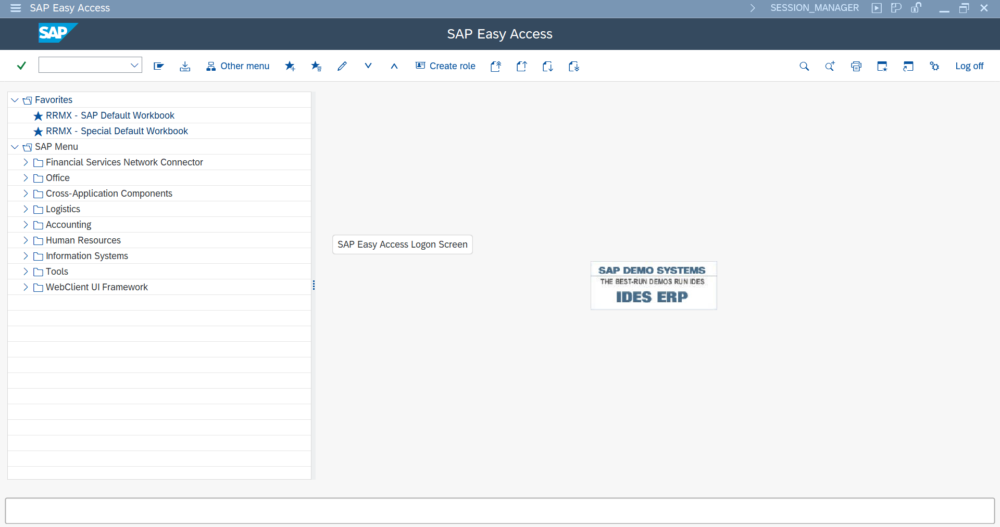 SAP Easy Access
SESSION_MANAGER
SAP
SAP Easy Access
Other menu
Create role
Log off
Favorites
RRMX - SAP Default Workbook
RRMX - Special Default Workbook
SAP Menu
Financial Services Network Connector
Office
Cross-Application Components
Logistics
Accounting
Human Resources
Information Systems
Tools
WebClient UI Framework
SAP Easy Access Logon Screen
SAP DEMO SYSTEMS
THE BEST-RUN DEMOS RUN IDES
IDES ERP